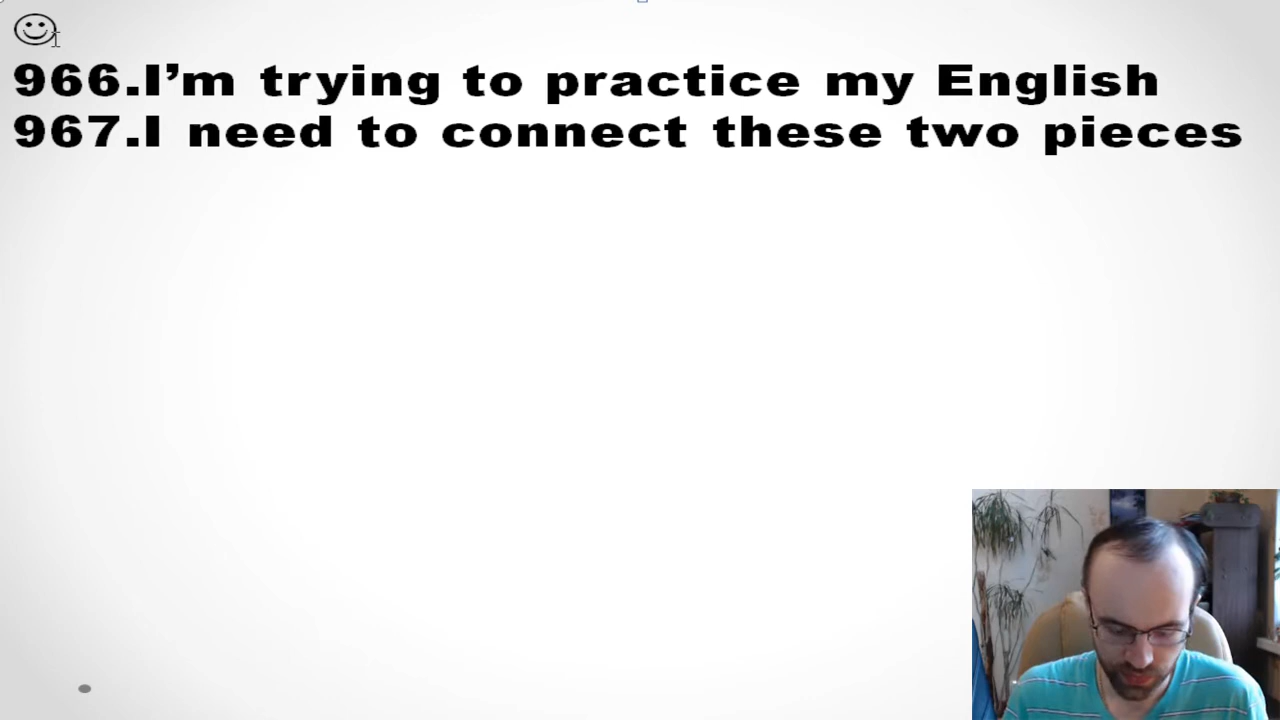 966.I’m trying to practice my English
967.I need to connect these two pieces